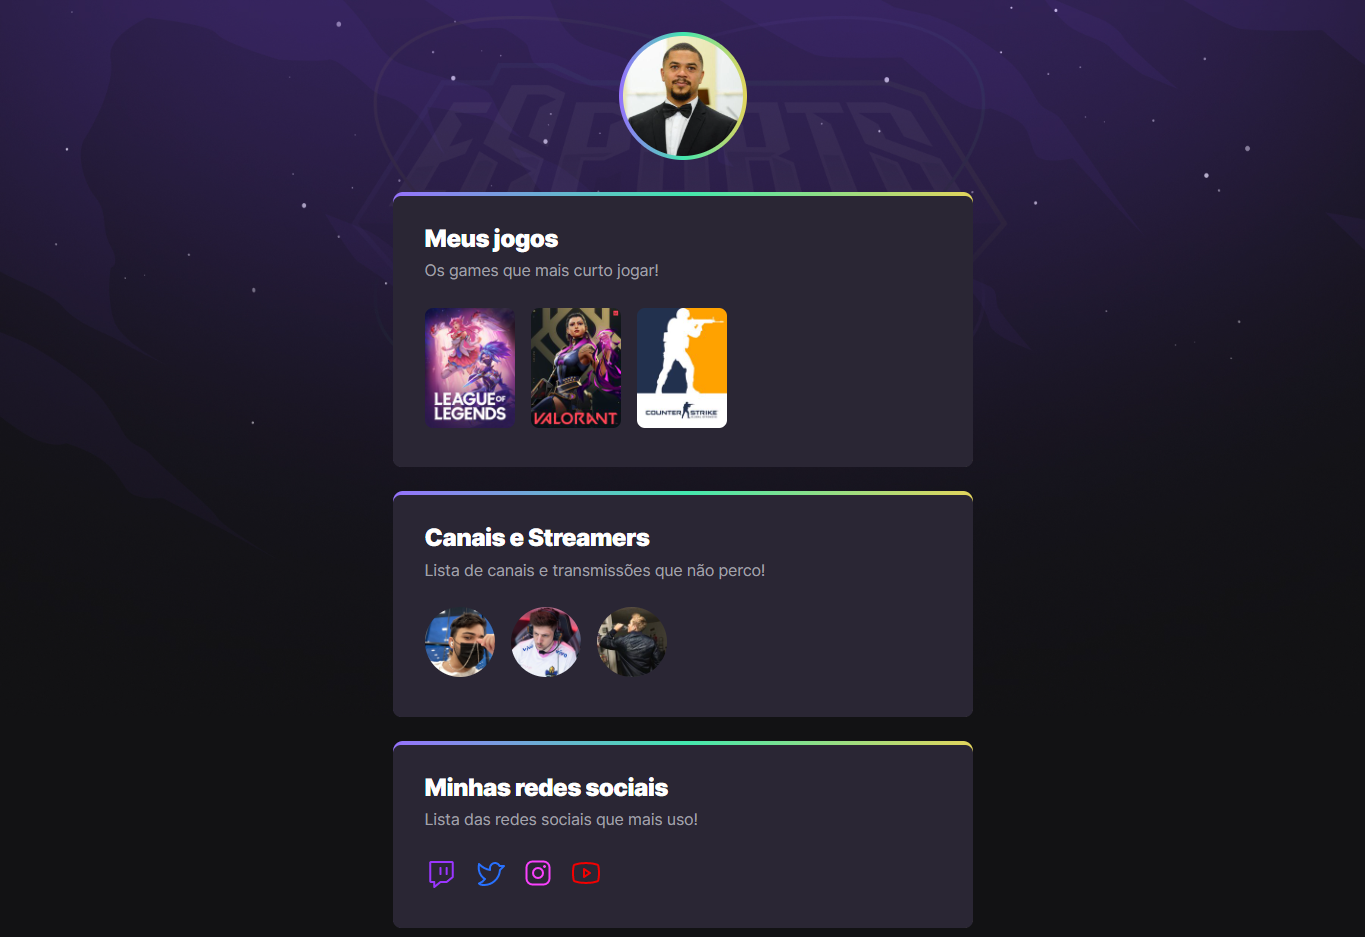 ESPORTS
Meus jogos
Os games que mais curto jogar!
LEAGUE OF
LEGENDS
VALORANT
COUNTER STRIKE
Canais e Streamers
Lista de canais e transmissões que não perco!
Minhas redes sociais
Lista das redes sociais que mais uso!